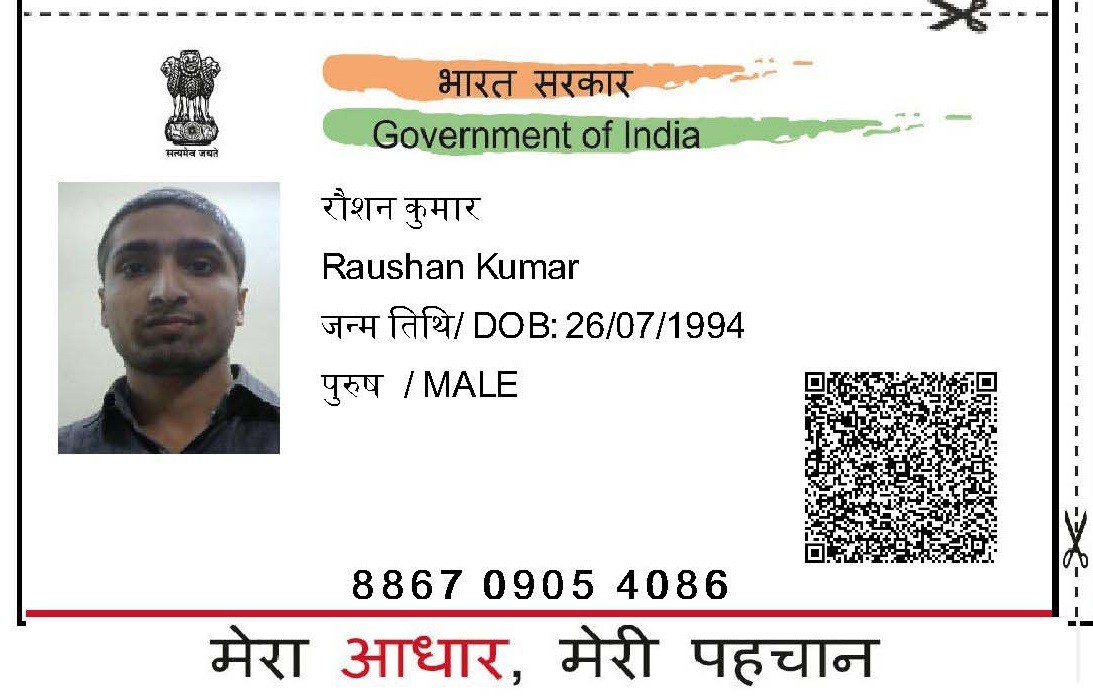 भारत सरकार
Government of India
सत्यमेव जयते
रौशन कुमार
Raushan Kumar
जन्म तिथि/ DOB: 26/07/1994
पुरुष / MALE
8867 0905 4086
मेरा आधार, मेरी पहचान